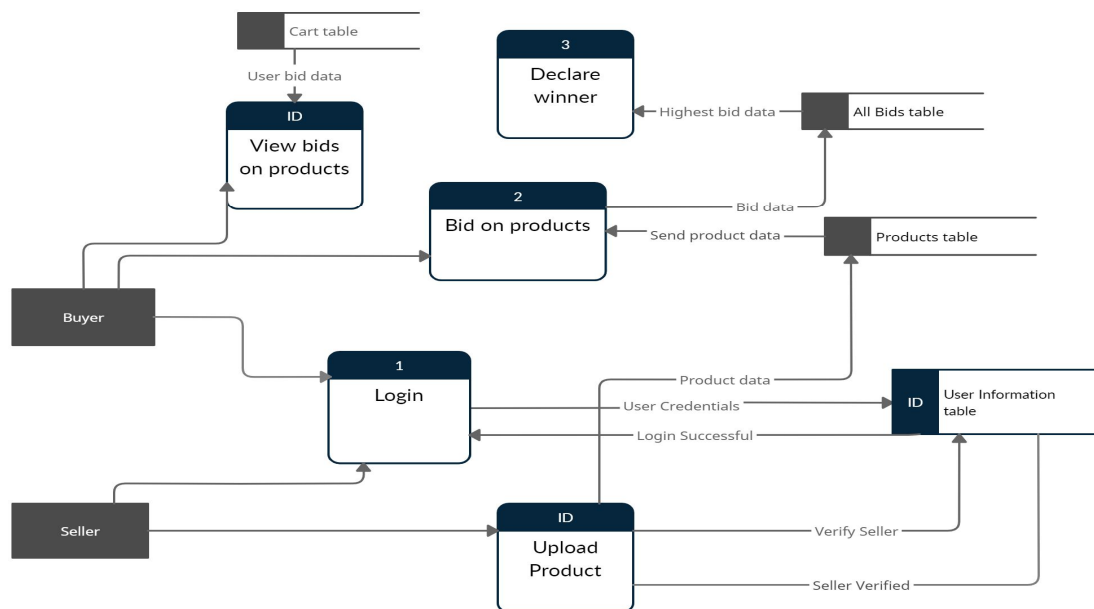 Cart table
User bid data
ID
View bids
on products
3
Declare
winner
Highest bid data
All Bids table
2
Bid on products
Bid data
Send product data
Products table
Buyer
1
Login
Product data
User Credentials
Login Successful
ID
User Information
table
Seller
ID
Upload
Product
Verify Seller
Seller Verified